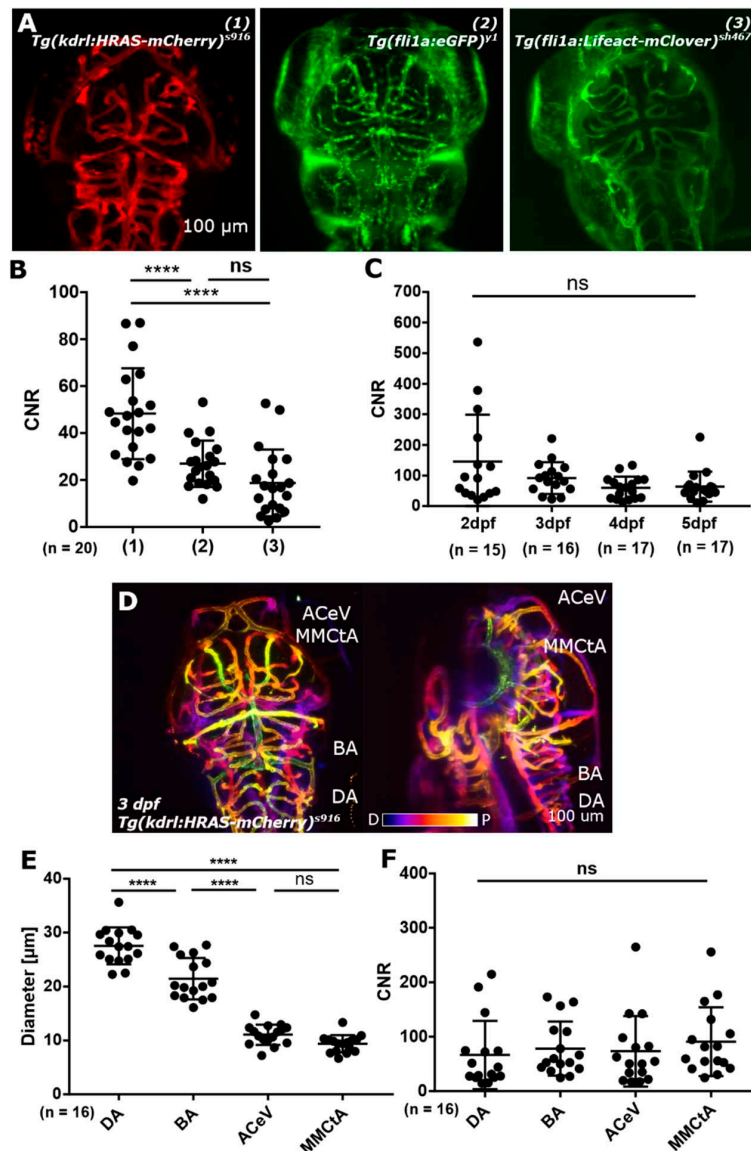 A
(1)
Tg(kdrl:HRAS-mCherry)s916
100 µm
(2)
Tg(fli1a:eGFP)y1
(3)
Tg(fli1a:Lifeact-mClover)sh467
B
**** ns
****
100
80
60
40
20
0
CNR
(n = 20) (1) (2) (3)
C
ns
700
600
500
400
300
200
100
0
CNR
2dpf 3dpf 4dpf 5dpf
(n = 15) (n = 16) (n = 17) (n = 17)
D
ACeV
MMCtA
BA
DA
3 dpf
Tg(kdrl:HRAS-mCherry)s916
ACeV
MMCtA
BA
DA
D P
100 um
E
****
**** **** ns
40
30
20
10
0
Diameter [µm]
(n = 16) DA BA ACeV MMCtA
F
ns
400
300
200
100
0
CNR
(n = 16) DA BA ACeV MMCtA